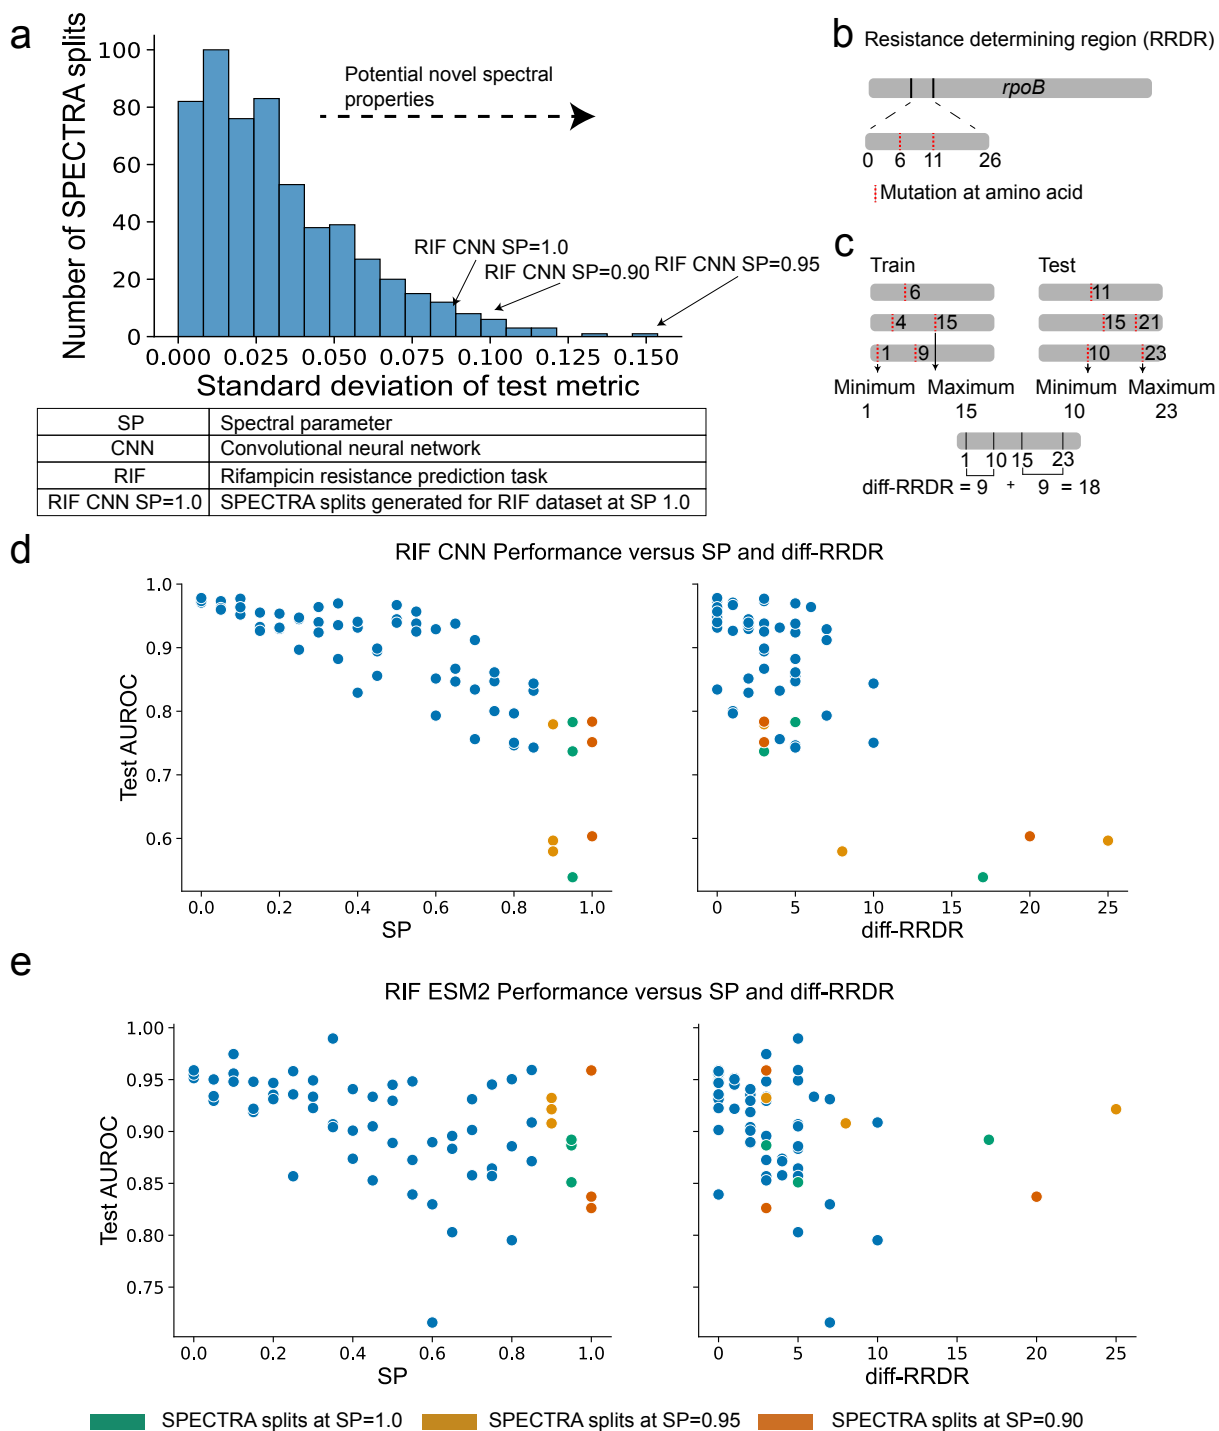 a
Number of SPECTRA splits
100
80
60
40
20
0
Potential novel spectral
properties
RIF CNN SP=1.0
RIF CNN SP=0.90
RIF CNN SP=0.95
0.000 0.025 0.050 0.075 0.100 0.125 0.150
Standard deviation of test metric
SP Spectral parameter
CNN Convolutional neural network
RIF Rifampicin resistance prediction task
RIF CNN SP=1.0 SPECTRA splits generated for RIF dataset at SP 1.0
b
Resistance determining region (RRDR)
rpoB
0 6 11 26
Mutation at amino acid
c
Train Test
6 11
4 15 15 21
1 9 10 23
Minimum Maximum Minimum Maximum
1 15 10 23
1 10 15 23
diff-RRDR = 9 + 9 = 18
d
RIF CNN Performance versus SP and diff-RRDR
Test AUROC
1.0
0.9
0.8
0.7
0.6
0.0 0.2 0.4 0.6 0.8 1.0
SP
0 5 10 15 20 25
diff-RRDR
e
RIF ESM2 Performance versus SP and diff-RRDR
Test AUROC
1.00
0.95
0.90
0.85
0.80
0.75
0.0 0.2 0.4 0.6 0.8 1.0
SP
0 5 10 15 20 25
diff-RRDR
SPECTRA splits at SP=1.0 SPECTRA splits at SP=0.95 SPECTRA splits at SP=0.90